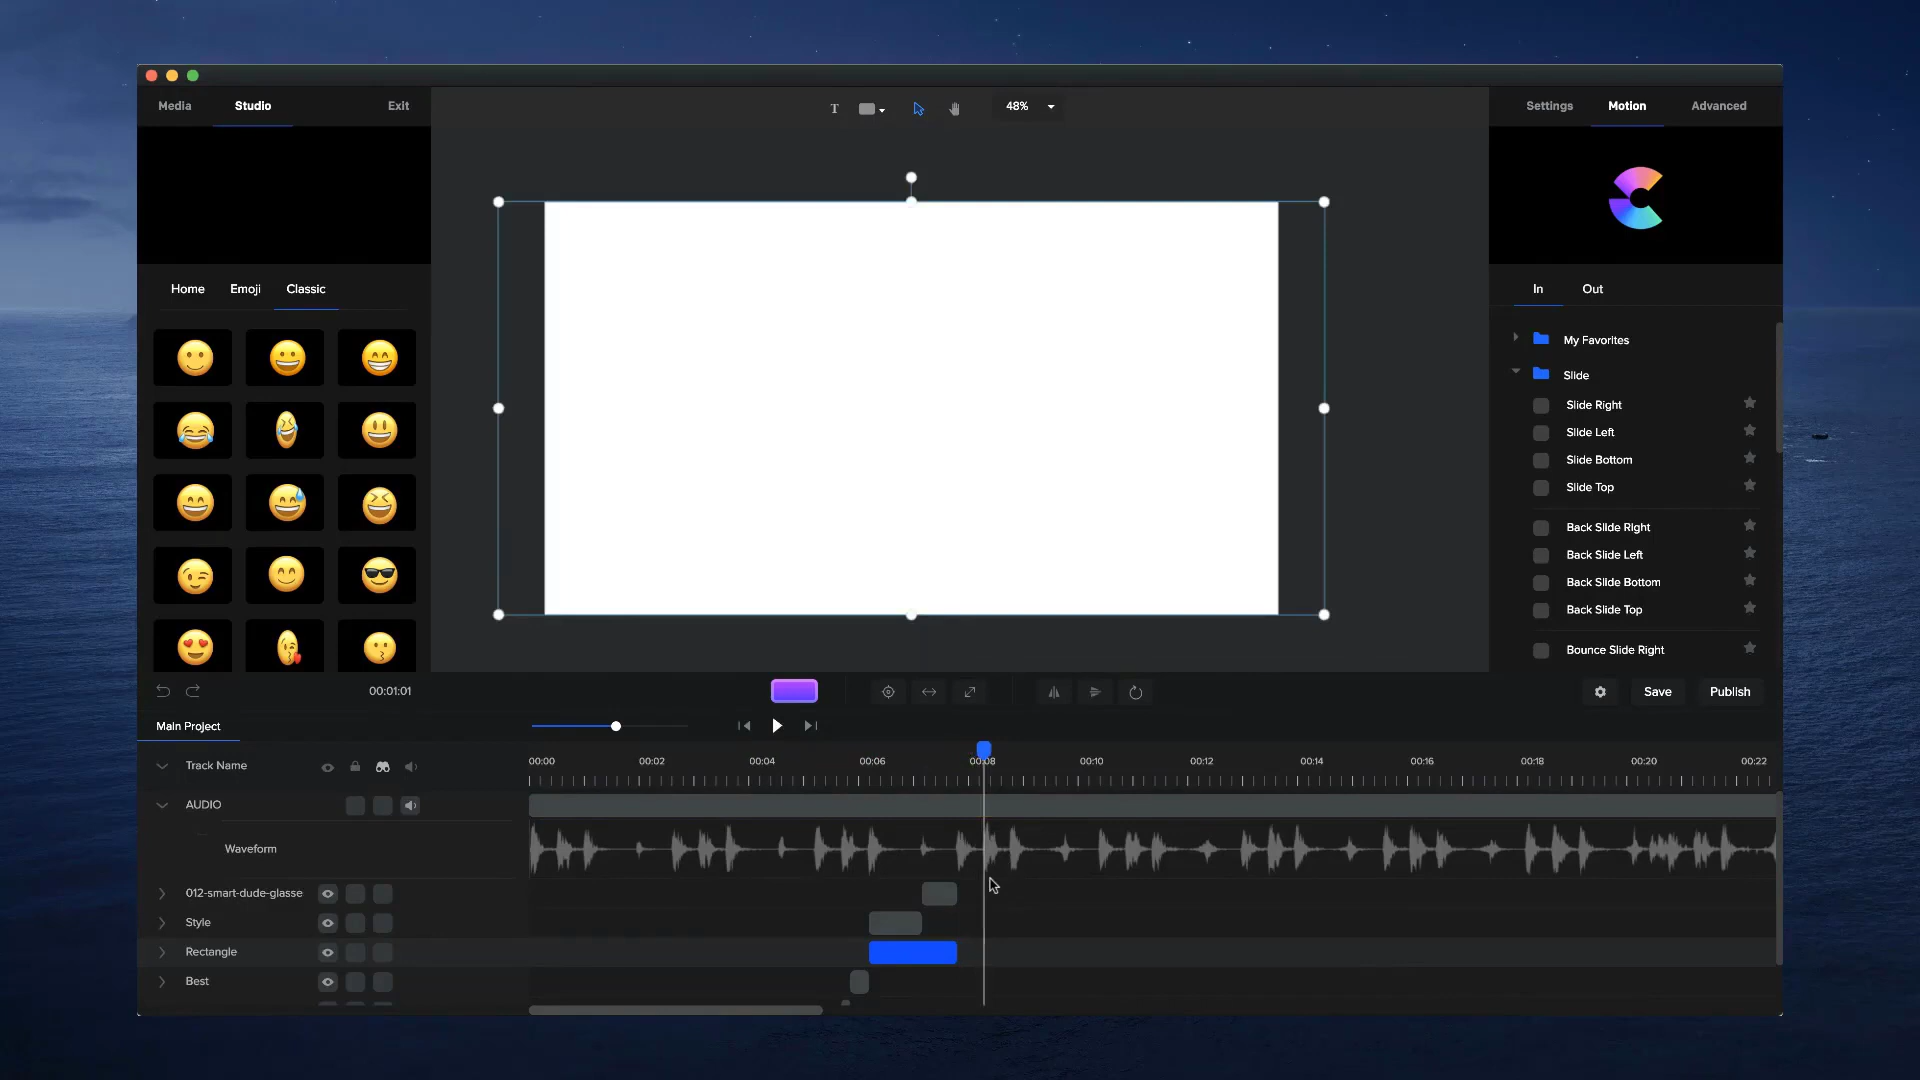 Media Studio Exit
T 48%
Settings Motion Advanced
Home Emoji Classic
In Out
My Favorites
Slide
Slide Right
Slide Left
Slide Bottom
Slide Top
Back Slide Right
Back Slide Left
Back Slide Bottom
Back Slide Top
Bounce Slide Right
00:01:01
Save Publish
Main Project
Track Name
00:00 00:02 00:04 00:06 00:08 00:10 00:12 00:14 00:16 00:18 00:20 00:22
AUDIO
Waveform
012-smart-dude-glasse
Style
Rectangle
Best